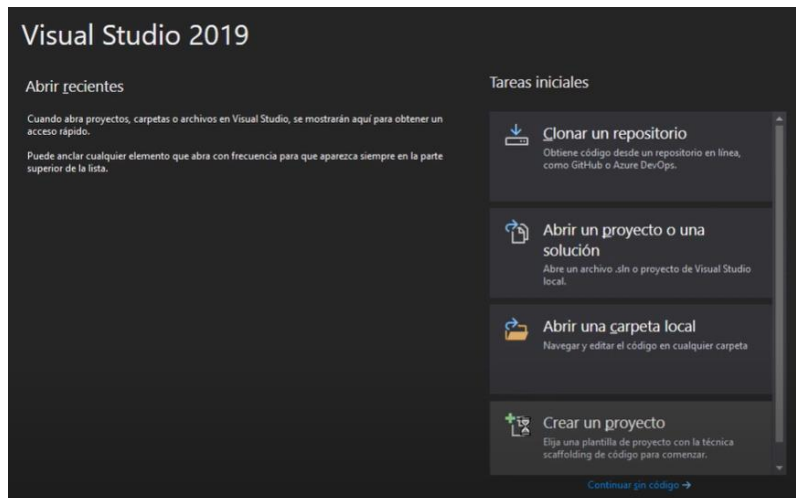 Visual Studio 2019
Abrir recientes
Cuando abra proyectos, carpetas o archivos en Visual Studio, se mostrarán aquí para obtener un
acceso rápido.
Puede anclar cualquier elemento que abra con frecuencia para que aparezca siempre en la parte
superior de la lista.
Tareas iniciales
Clonar un repositorio
Obtiene código desde un repositorio en línea,
como GitHub o Azure DevOps.
Abrir un proyecto o una
solución
Abre un archivo .sln o proyecto de Visual Studio
local.
Abrir una carpeta local
Navegar y editar el código en cualquier carpeta
Crear un proyecto
Elija una plantilla de proyecto con la técnica
scaffolding de código para comenzar.
Continuar sin código →